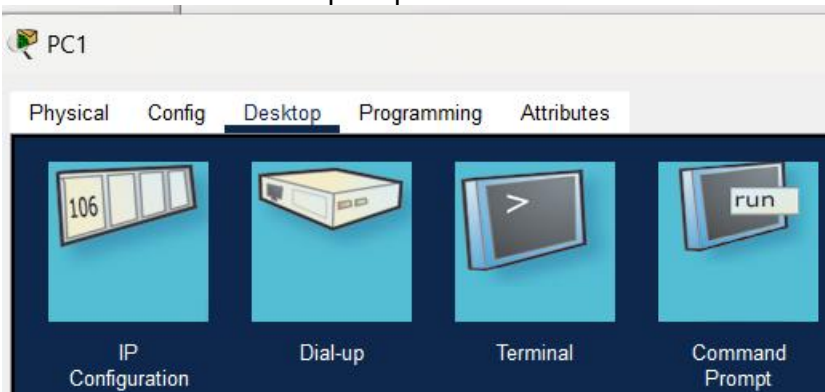 PC1
Physical Config Desktop Programming Attributes
106
>
run
IP
Configuration
Dial-up
Terminal
Command
Prompt